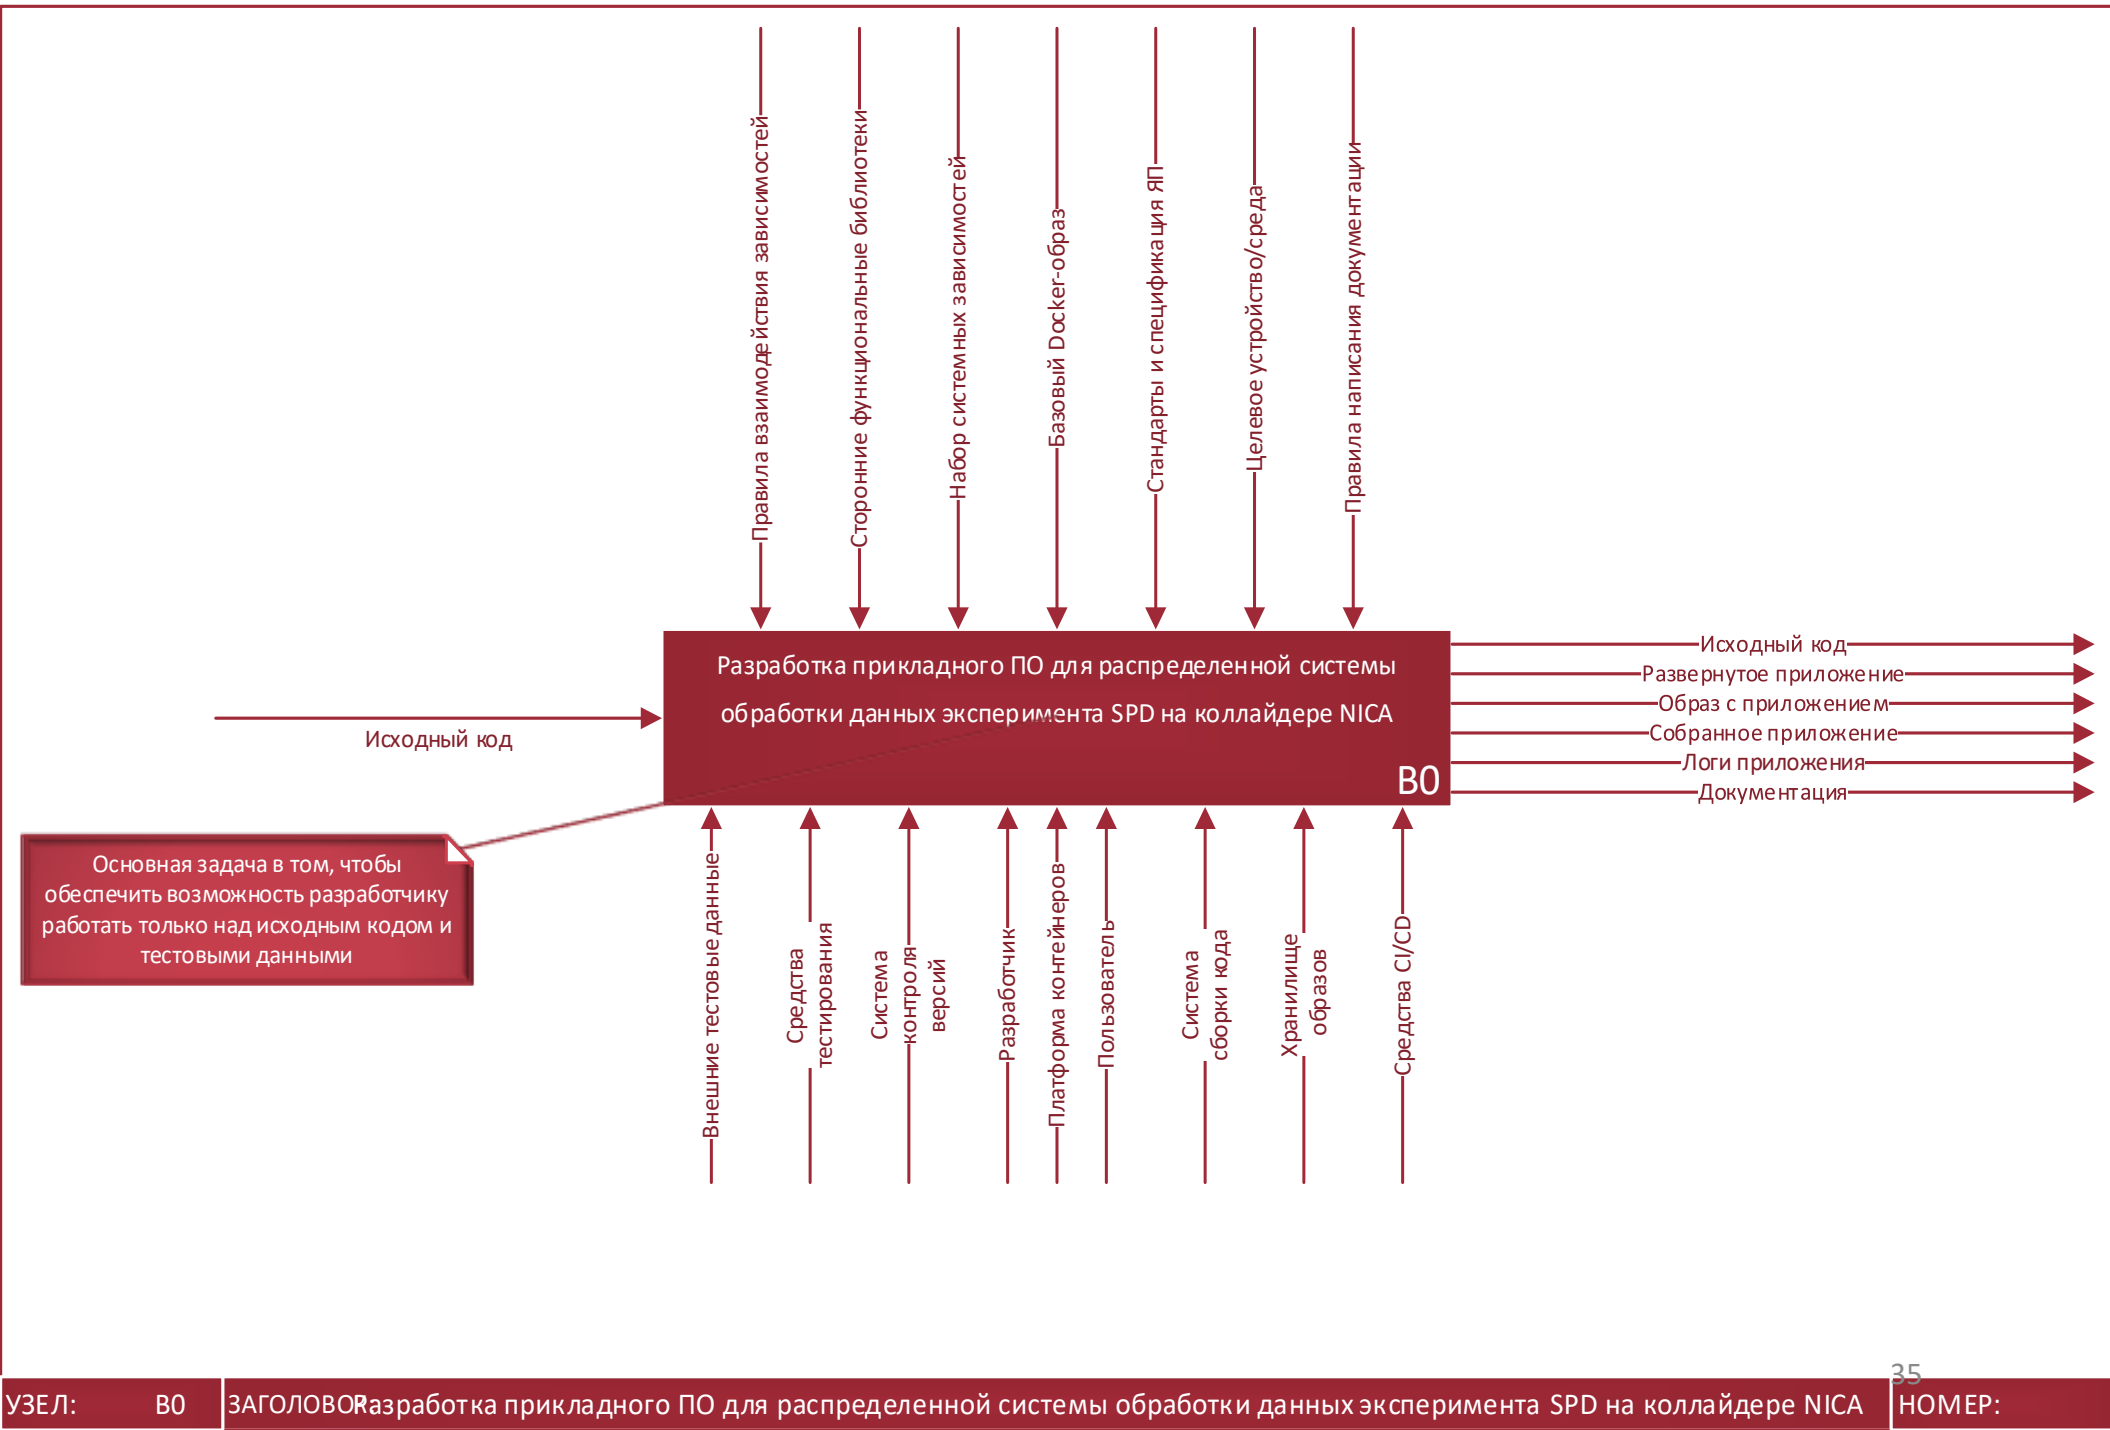 Правила взаимодействия зависимостей
Сторонние функциональные библиотеки
Набор системных зависимостей
Базовый Docker-образ
Стандарты и спецификация ЯП
Целевое устройство/среда
Правила написания документации
Разработка прикладного ПО для распределенной системы
обработки данных эксперимента SPD на коллайдере NICA
B0
Исходный код
Исходный код
Развернутое приложение
Образ с приложением
Собранное приложение
Логи приложения
Документация
Основная задача в том, чтобы
обеспечить возможность разработчику
работать только над исходным кодом и
тестовыми данными
Внешние тестовые данные
Средства
тестирования
Система
контроля
версий
Разработчик
Платформа контейнеров
Пользователь
Система
сборки кода
Хранилище
образов
Средства CI/CD
35
УЗЕЛ: B0 ЗАГОЛОВОК: Разработка прикладного ПО для распределенной системы обработки данных эксперимента SPD на коллайдере NICA НОМЕР: